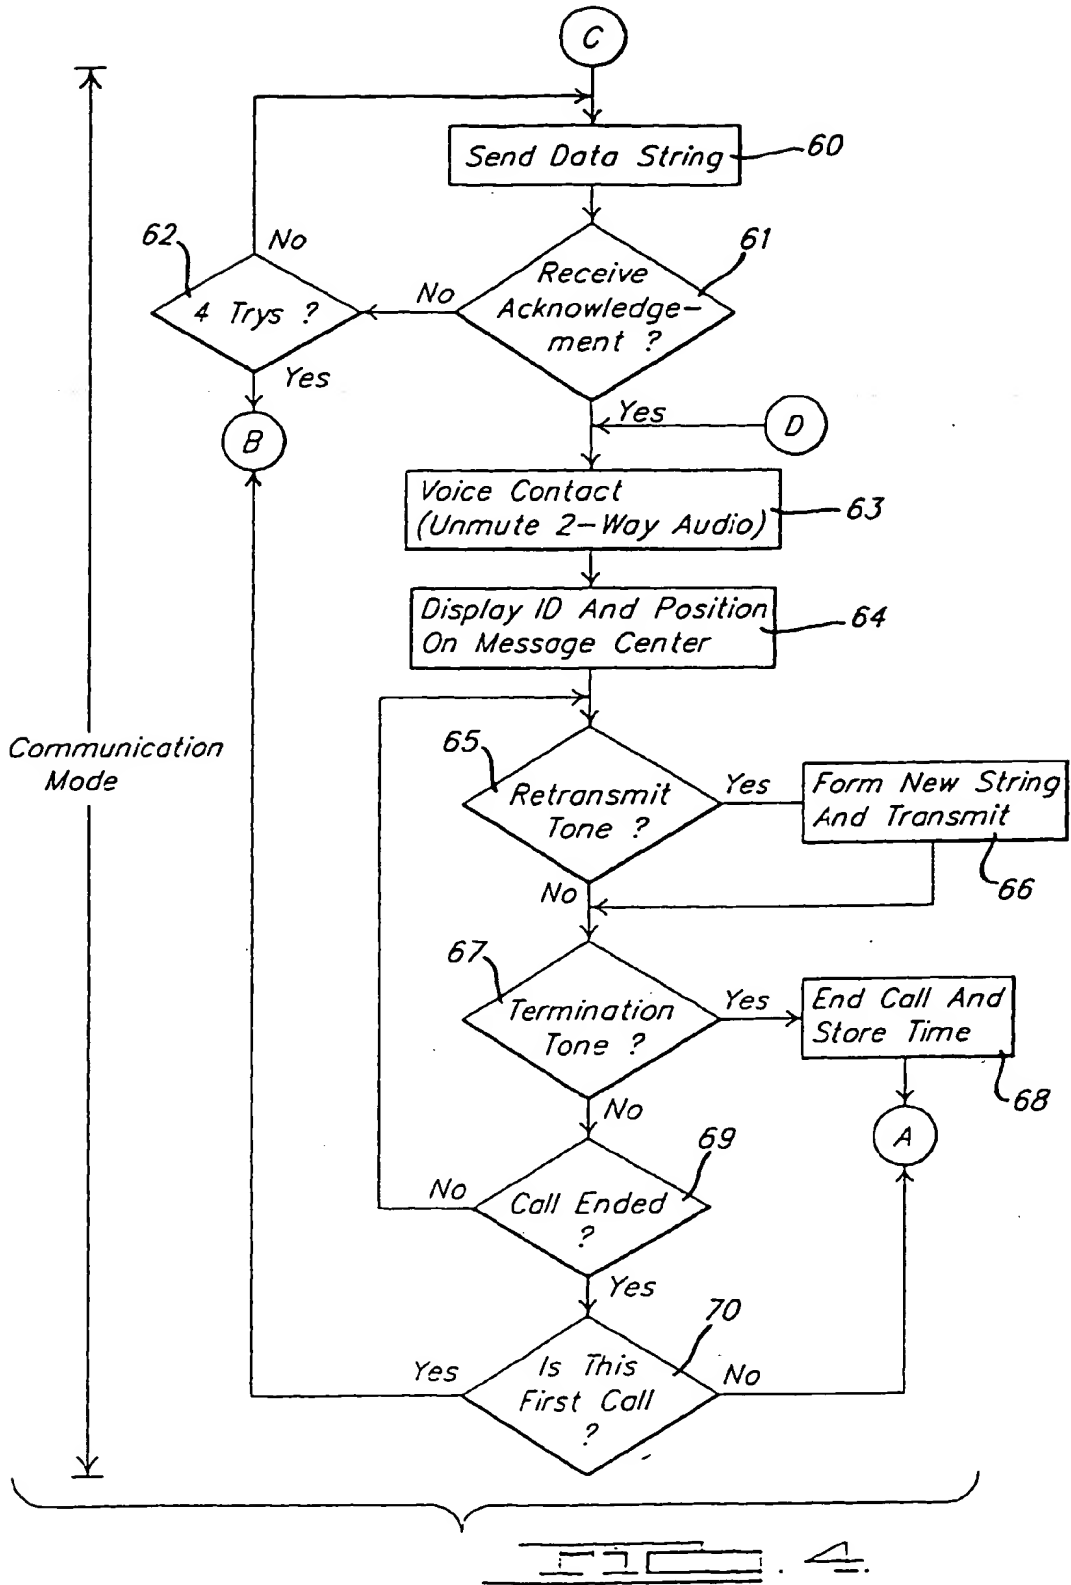 C
Send Data String
60
62
No
61
4 Trys ?
No
Receive
Acknowledge-
ment ?
Yes
Yes
D
B
Voice Contact
(Unmute 2-Way Audio)
63
Display ID And Position
On Message Center
64
Communication
Mode
65
Retransmit
Tone ?
Yes
Form New String
And Transmit
66
No
67
Termination
Tone ?
Yes
End Call And
Store Time
68
No
A
69
No
Call Ended
?
Yes
70
Yes
Is This
First Call
?
No
FIG. 4.